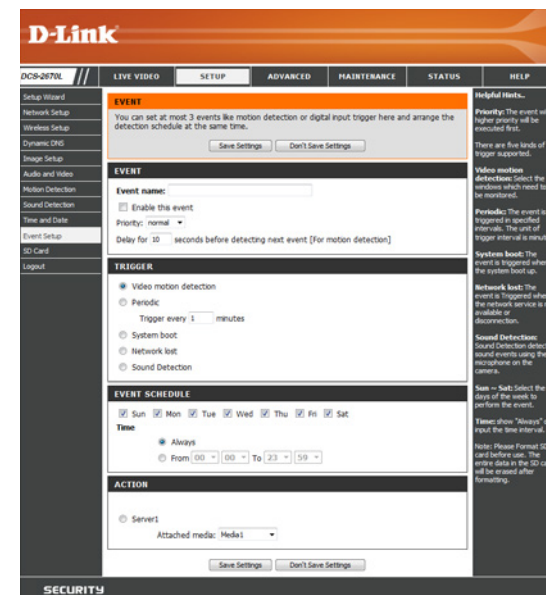 D-Link
DCS-2670L
LIVE VIDEO SETUP ADVANCED MAINTENANCE STATUS HELP
Setup Wizard
Network Setup
Wireless Setup
Dynamic DNS
Image Setup
Audio and Video
Motion Detection
Sound Detection
Time and Date
Event Setup
SD Card
Logout
EVENT
You can set at most 3 events like motion detection or digital input trigger here and arrange the
detection schedule at the same time.
Save Settings Don't Save Settings
EVENT
Event name:
Enable this event
Priority: normal
Delay for 10 seconds before detecting next event [For motion detection]
TRIGGER
Video motion detection
Periodic
Trigger every 1 minutes
System boot
Network lost
Sound Detection
EVENT SCHEDULE
Sun Mon Tue Wed Thu Fri Sat
Time
Always
From 00 00 To 23 59
ACTION
Server1
Attached media: Media1
Save Settings Don't Save Settings
Helpful Hints..
Priority: The event wi
higher priority will be
executed first.
There are five kinds of
trigger supported.
Video motion
detection: Select the
windows which need to
be monitored.
Periodic: The event is
triggered in specified
intervals. The unit of
trigger interval is minut
System boot: The
event is triggered when
the system boot up.
Network lost: The
event is Triggered when
the network service is
available or
disconnection.
Sound Detection:
Sound Detection detec
sound events using the
microphone on the
camera.
Sun ~ Sat: Select the
days of the week to
perform the event.
Time: show "Always"
input the time interval.
Note: Please Format SD
card before use. The
entire data in the SD ca
will be erased after
formatting.
SECURITY